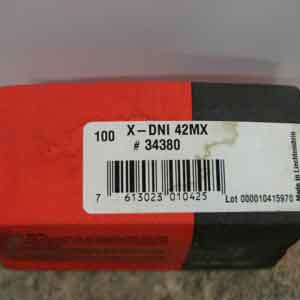 100 X-DNI 42MX
# 34380
7 613023 010425
Lot 000010415970
Made in Liechtenstein